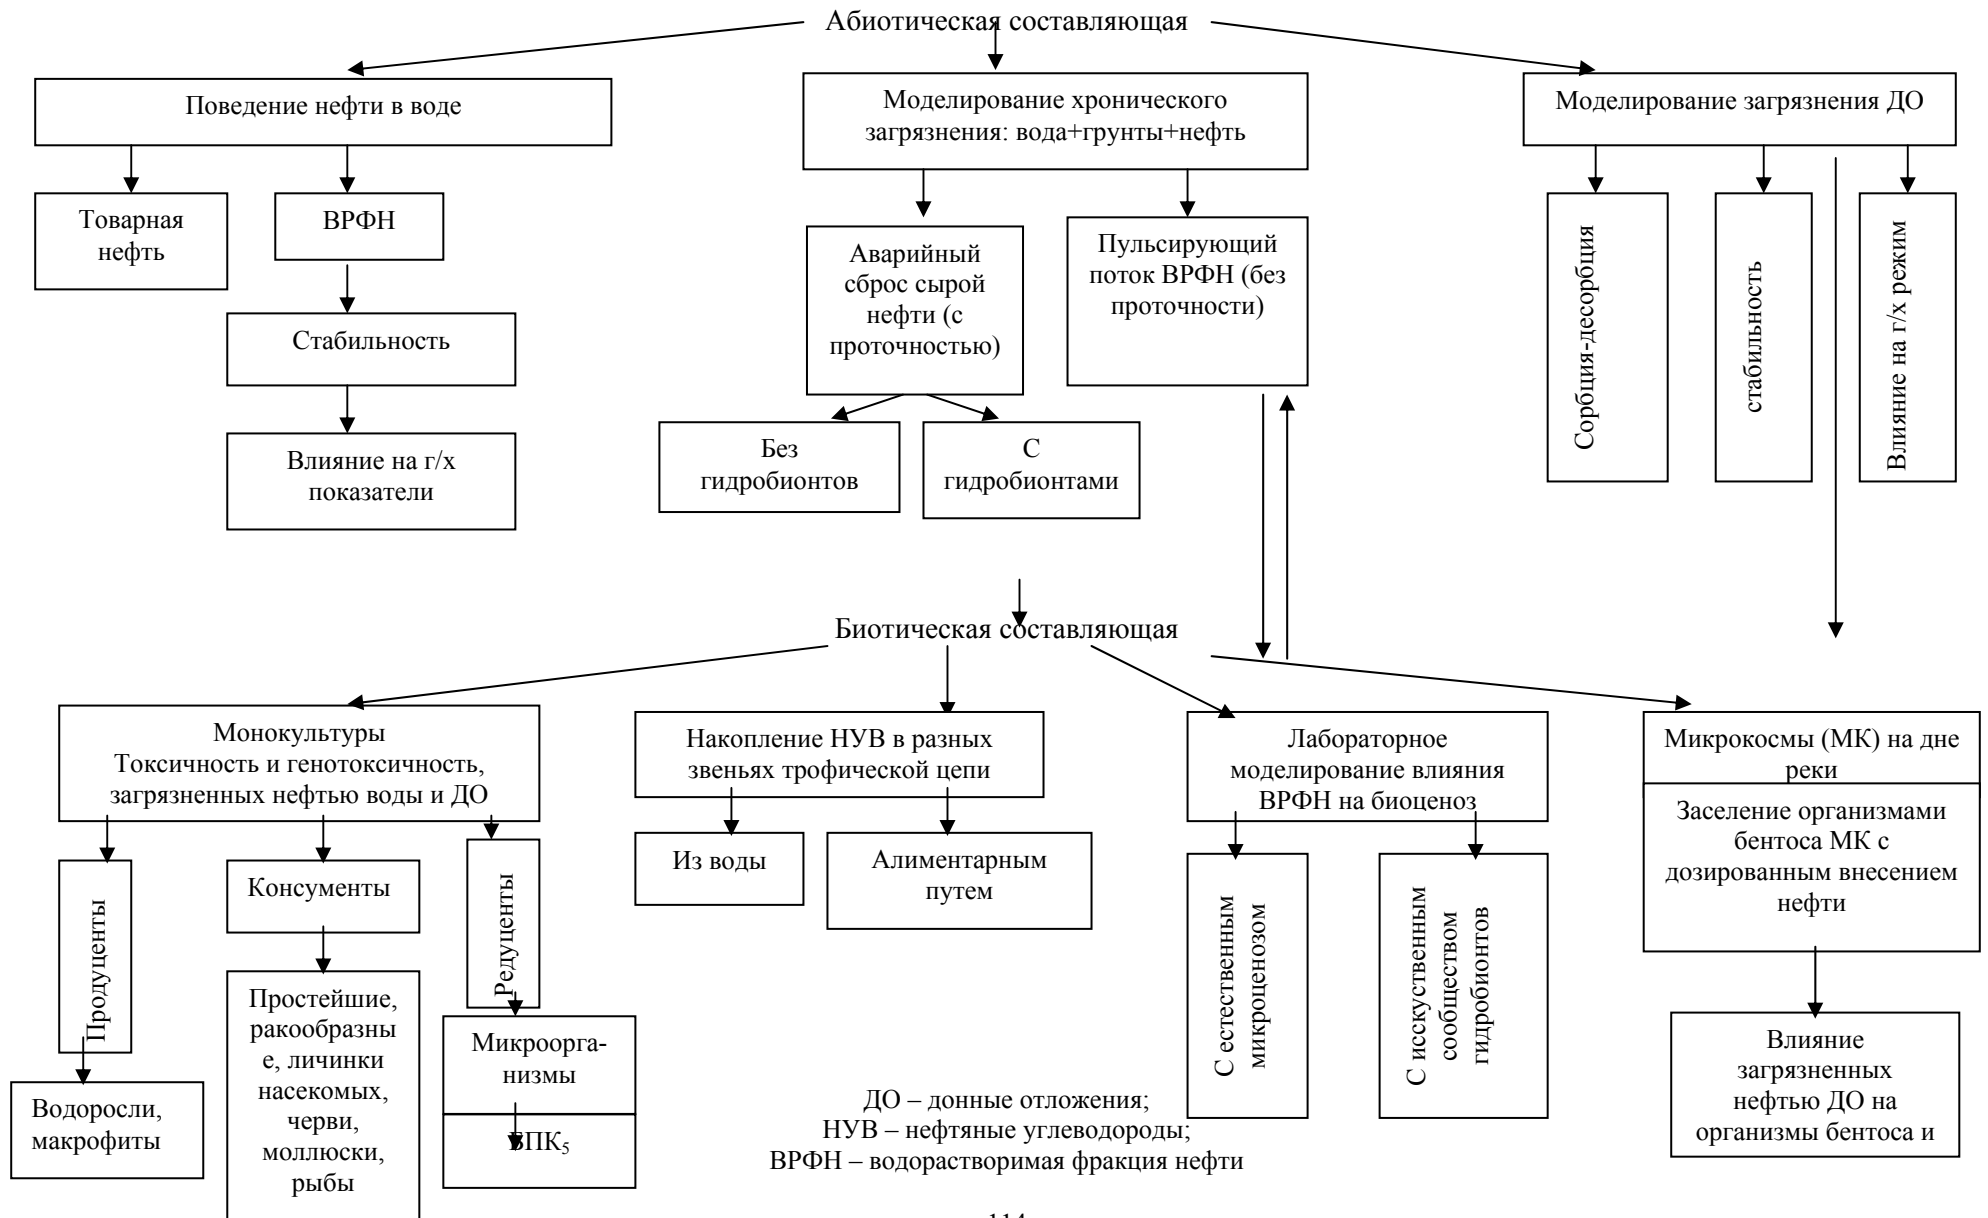 Абиотическая составляющая
Поведение нефти в воде
Моделирование хронического
загрязнения: вода+грунты+нефть
Моделирование загрязнения ДО
Товарная
нефть
ВРФН
Стабильность
Влияние на г/х
показатели
Аварийный
сброс сырой
нефти (с
проточностью)
Пульсирующий
поток ВРФН (без
проточности)
Без
гидробионтов
С
гидробионтами
Сорбция-десорбция
стабильность
Влияние на г/х режим
Биотическая составляющая
Монокультуры
Токсичность и генотоксичность,
загрязненных нефтью воды и ДО
Накопление НУВ в разных
звеньях трофической цепи
Лабораторное
моделирование влияния
ВРФН на биоценоз
Микрокосмы (МК) на дне
реки
Заселение организмами
бентоса МК с
дозированным внесением
нефти
Продуценты
Консументы
Редуценты
Из воды
Алиментарным
путем
С естественным
микроценозом
С исскуственным
сообществом
гидробионтов
Водоросли,
макрофиты
Простейшие,
ракообразны
е, личинки
насекомых,
черви,
моллюски,
рыбы
Микроорга-
низмы
БПК5
Влияние
загрязненных
нефтью ДО на
организмы бентоса и
ДО – донные отложения;
НУВ – нефтяные углеводороды;
ВРФН – водорастворимая фракция нефти
114